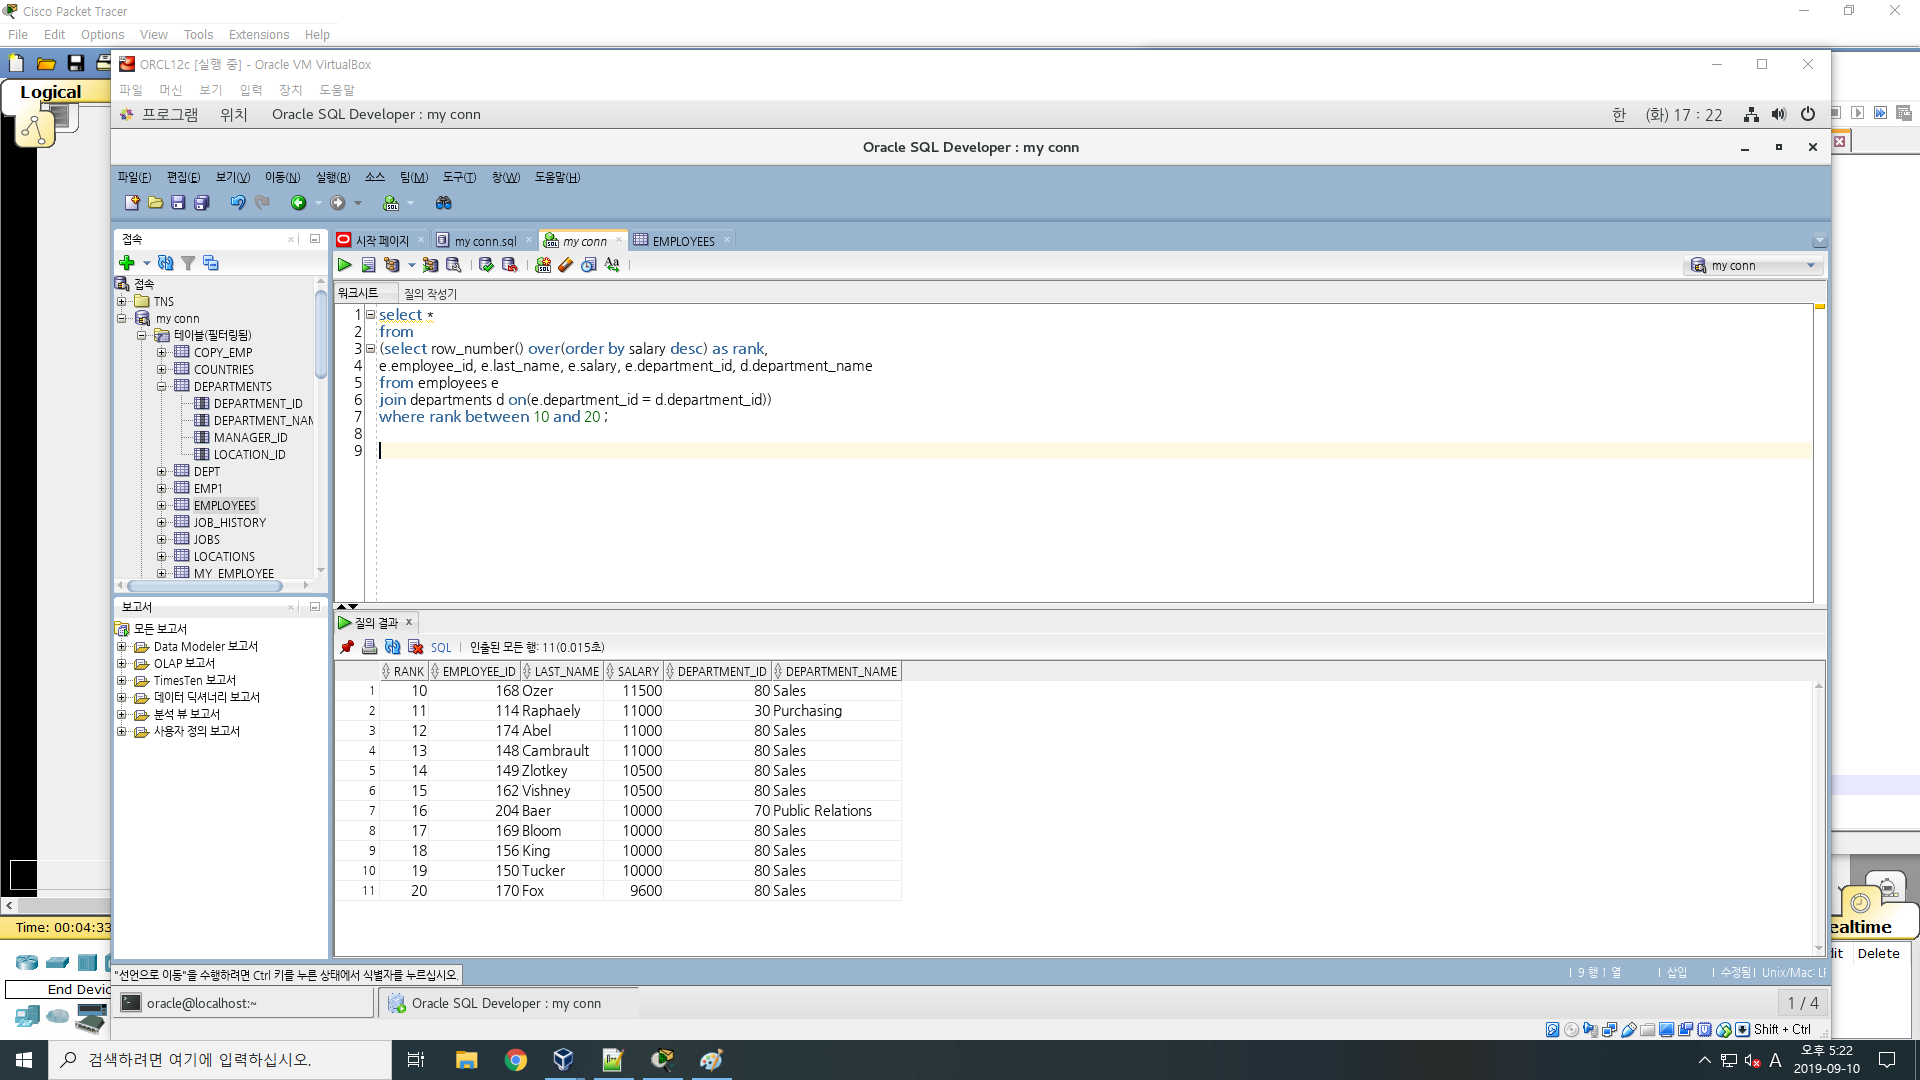 Cisco Packet Tracer
File Edit Options View Tools Extensions Help
ORCL12c [실행 중] - Oracle VM VirtualBox
파일 머신 보기 입력 장치 도움말
Logical
프로그램 위치 Oracle SQL Developer : my conn 한 (화) 17 : 22
Oracle SQL Developer : my conn
파일(F) 편집(E) 보기(V) 이동(N) 실행(R) 소스 팀(M) 도구(T) 창(W) 도움말(H)
접속
시작 페이지 my conn.sql my conn EMPLOYEES
my conn
워크시트 질의 작성기
접속
TNS
my conn
테이블(필터링됨)
COPY_EMP
COUNTRIES
DEPARTMENTS
DEPARTMENT_ID
DEPARTMENT_NAM
MANAGER_ID
LOCATION_ID
DEPT
EMP1
EMPLOYEES
JOB_HISTORY
JOBS
LOCATIONS
MY_EMPLOYEE
1 select *
2 from
3 (select row_number() over(order by salary desc) as rank,
4 e.employee_id, e.last_name, e.salary, e.department_id, d.department_name
5 from employees e
6 join departments d on(e.department_id = d.department_id))
7 where rank between 10 and 20 ;
8
9
보고서
모든 보고서
Data Modeler 보고서
OLAP 보고서
TimesTen 보고서
데이터 딕셔너리 보고서
분석 뷰 보고서
사용자 정의 보고서
질의 결과
SQL 인출된 모든 행: 11(0.015초)
RANK EMPLOYEE_ID LAST_NAME SALARY DEPARTMENT_ID DEPARTMENT_NAME
1 10 168 Ozer 11500 80 Sales
2 11 114 Raphaely 11000 30 Purchasing
3 12 174 Abel 11000 80 Sales
4 13 148 Cambrault 11000 80 Sales
5 14 149 Zlotkey 10500 80 Sales
6 15 162 Vishney 10500 80 Sales
7 16 204 Baer 10000 70 Public Relations
8 17 169 Bloom 10000 80 Sales
9 18 156 King 10000 80 Sales
10 19 150 Tucker 10000 80 Sales
11 20 170 Fox 9600 80 Sales
Time: 00:04:33
ealtime
it Delete
End Devic
"선언으로 이동"을 수행하려면 Ctrl 키를 누른 상태에서 식별자를 누르십시오.
9 행 1 열 삽입 수정됨 Unix/Mac: LF
oracle@localhost:~ Oracle SQL Developer : my conn 1 / 4
Shift + Ctrl
검색하려면 여기에 입력하십시오. A 오후 5:22
2019-09-10